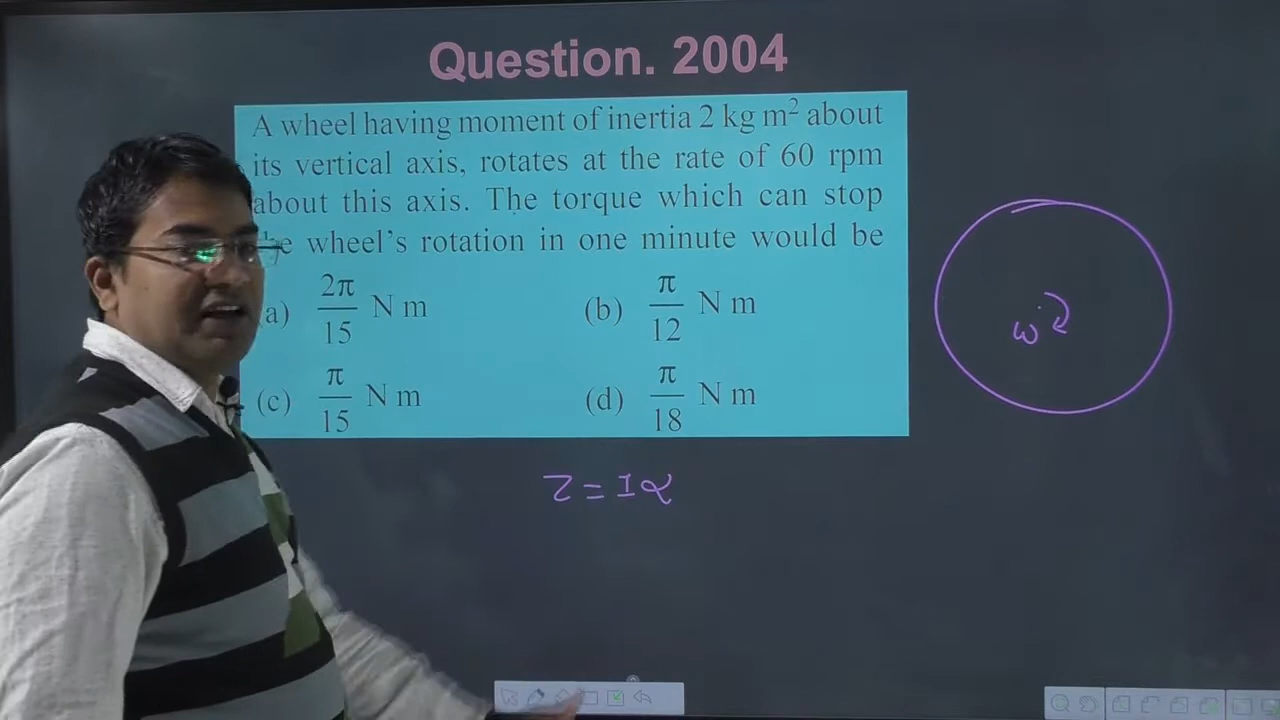 Question. 2004
A wheel having moment of inertia 2 kg m² about
its vertical axis, rotates at the rate of 60 rpm
about this axis. The torque which can stop
wheel's rotation in one minute would be
a) 2π/15 N m (b) π/12 N m
(c) π/15 N m (d) π/18 N m
ω
τ = Iα